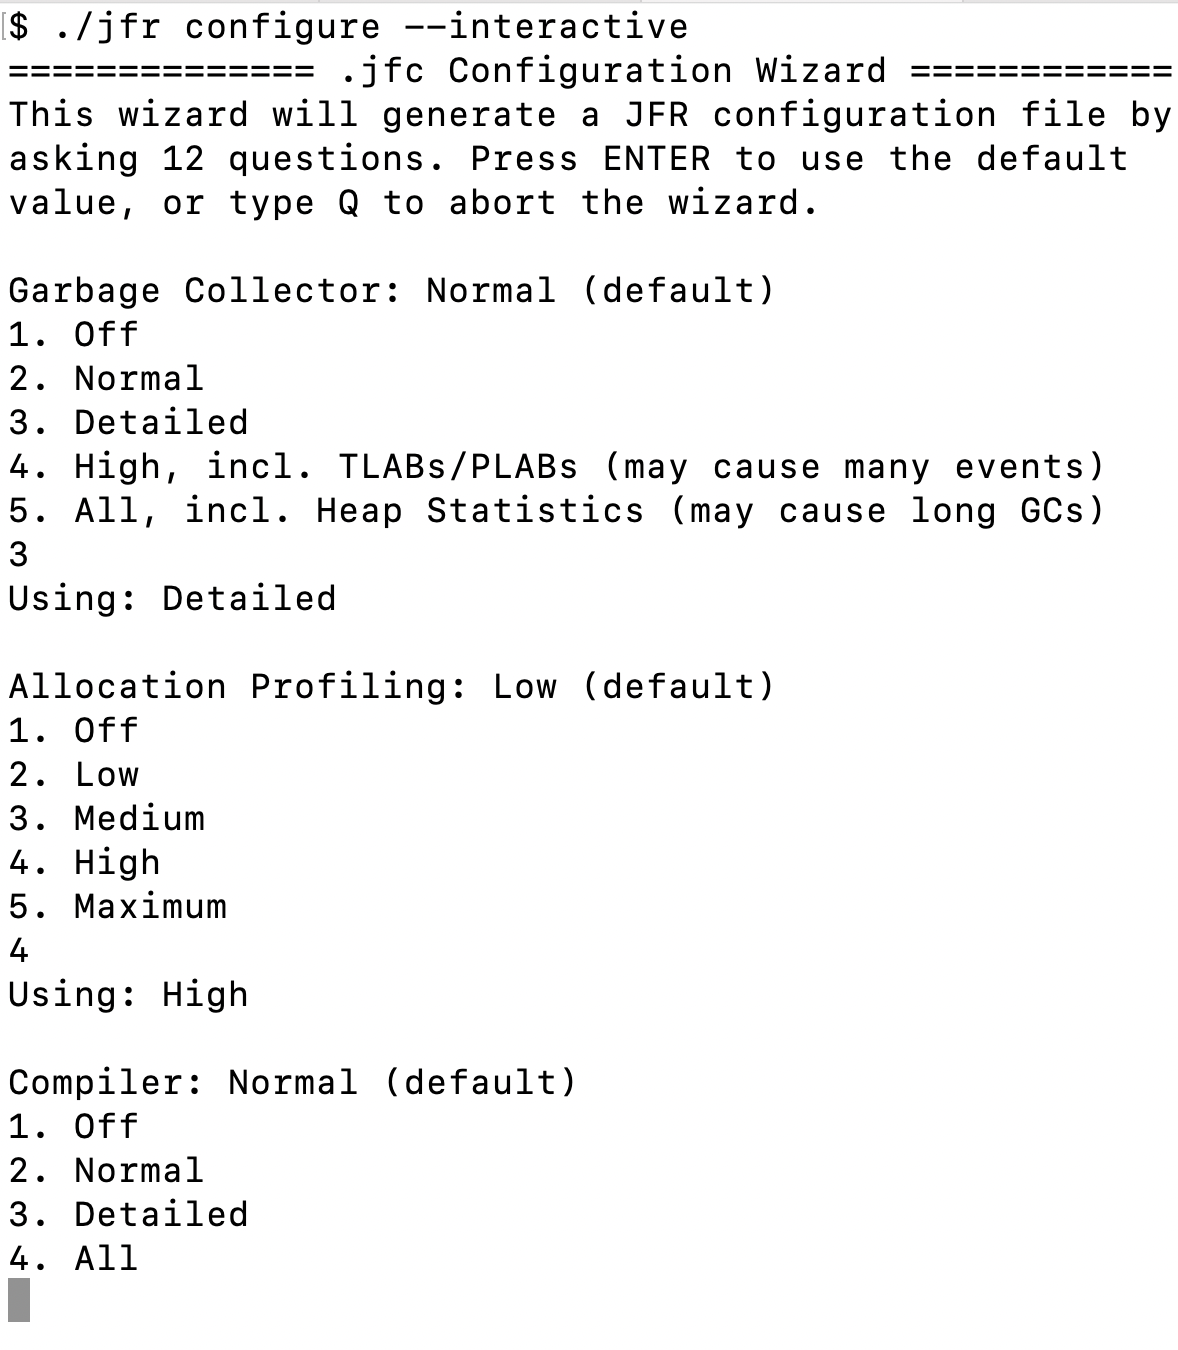 $ ./jfr configure --interactive
============== .jfc Configuration Wizard ============
This wizard will generate a JFR configuration file by
asking 12 questions. Press ENTER to use the default
value, or type Q to abort the wizard.

Garbage Collector: Normal (default)
1. Off
2. Normal
3. Detailed
4. High, incl. TLABs/PLABs (may cause many events)
5. All, incl. Heap Statistics (may cause long GCs)
3
Using: Detailed

Allocation Profiling: Low (default)
1. Off
2. Low
3. Medium
4. High
5. Maximum
4
Using: High

Compiler: Normal (default)
1. Off
2. Normal
3. Detailed
4. All